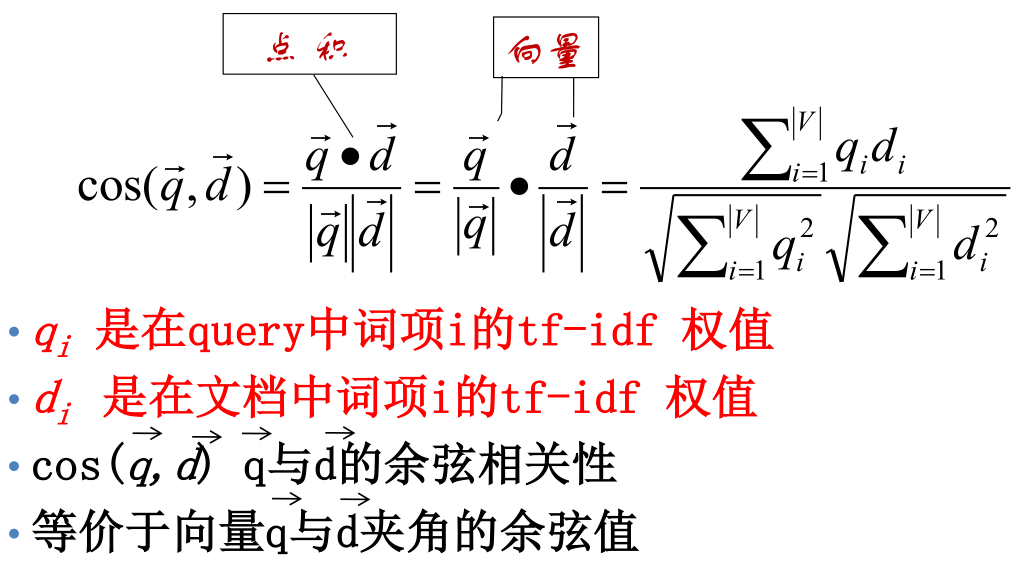 点 积
向量
cos(q⃗, d⃗) = q⃗ • d⃗ / |q⃗||d⃗| = q⃗ / |q⃗| • d⃗ / |d⃗| = ∑_{i=1}^{|V|} q_i d_i / √(∑_{i=1}^{|V|} q_i^2) √(∑_{i=1}^{|V|} d_i^2)
• q_i 是在query中词项i的tf-idf 权值
• d_i 是在文档中词项i的tf-idf 权值
• cos(q⃗,d⃗) q⃗与d⃗的余弦相关性
• 等价于向量q⃗与d⃗夹角的余弦值